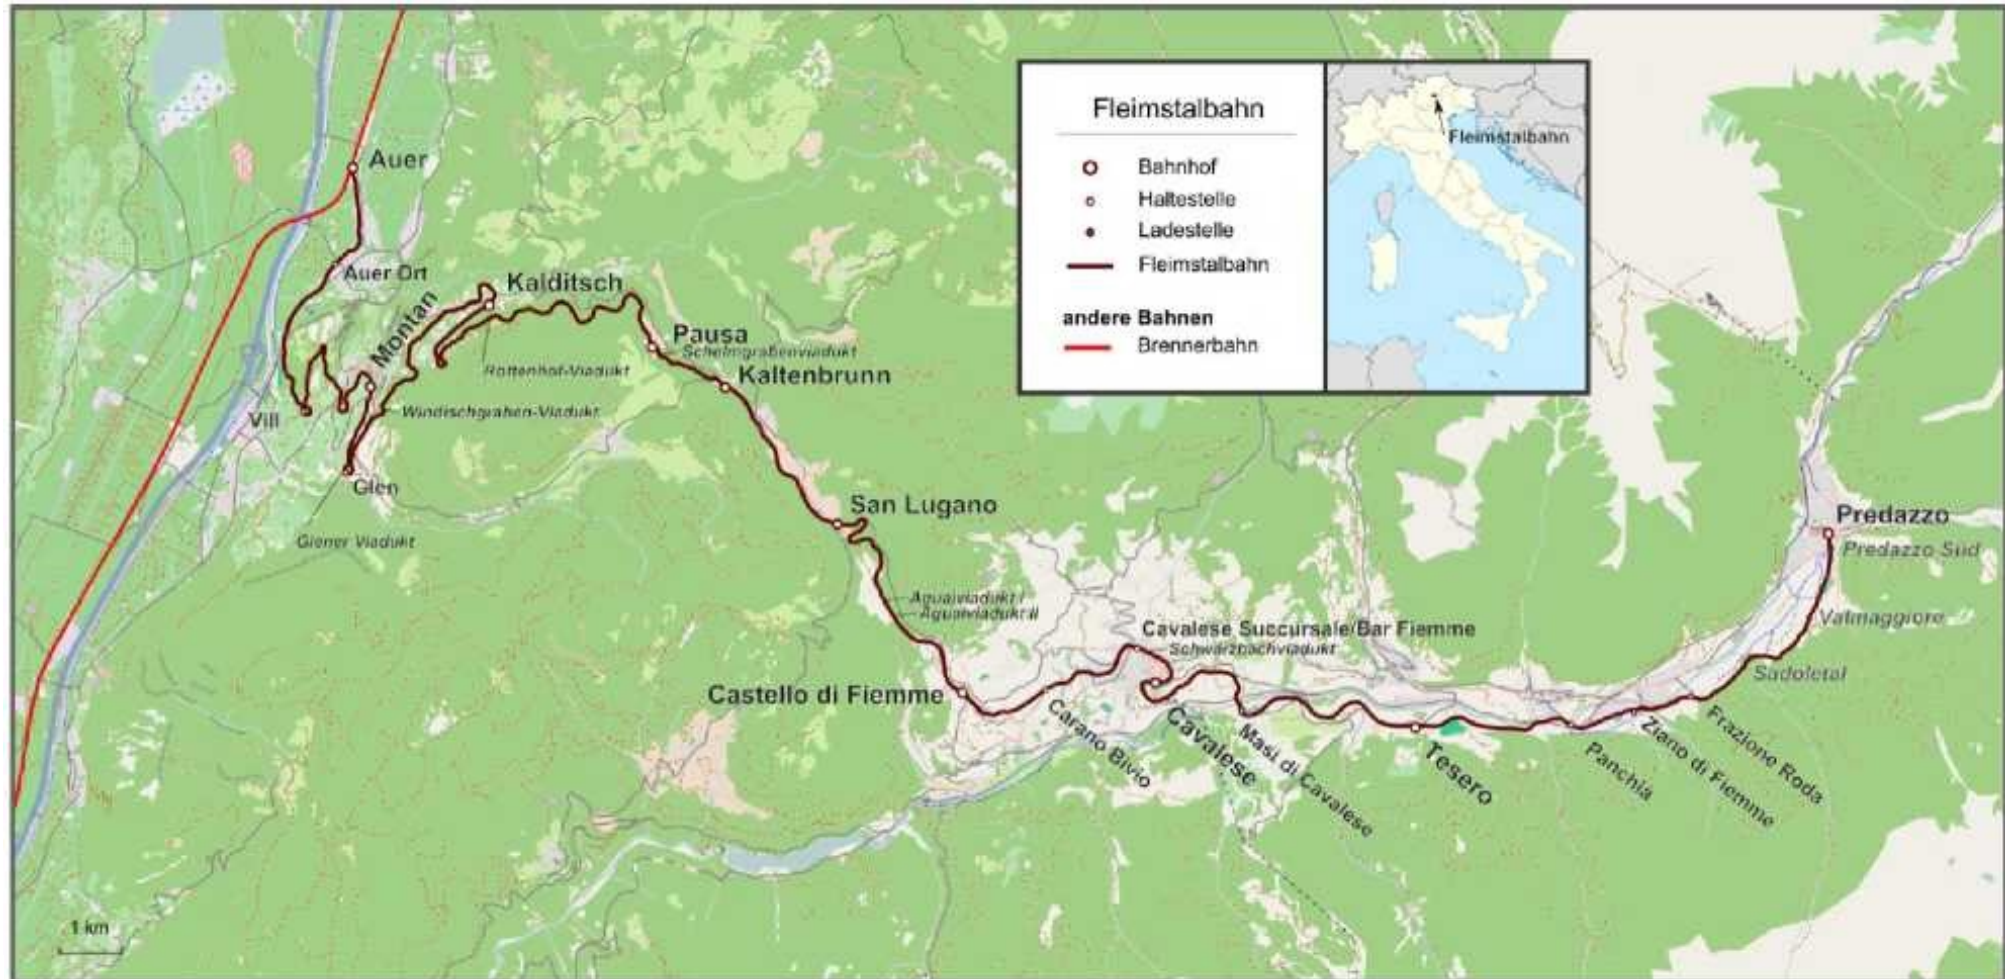 Fleimstalbahn
Bahnhof
Haltestelle
Ladestelle
Fleimstalbahn
andere Bahnen
Brennerbahn
Fleimstalbahn
Auer
Auer Ort
Kalditsch
Montan
Pausa
Schelmgrabenviadukt
Rottenhof-Viadukt
Kaltenbrunn
Windischgraben-Viadukt
Vill
Glen
Glener Viadukt
San Lugano
Aguaiviadukt I
Aguaiviadukt II
Predazzo
Predazzo Süd
Valmaggiore
Cavalese Succursale/Bar Fiemme
Schwarzbachviadukt
Sadoletal
Castello di Fiemme
Carano Bivio
Cavalese
Masi di Cavalese
Tesero
Panchià
Ziano di Fiemme
Frazione Roda
1 km